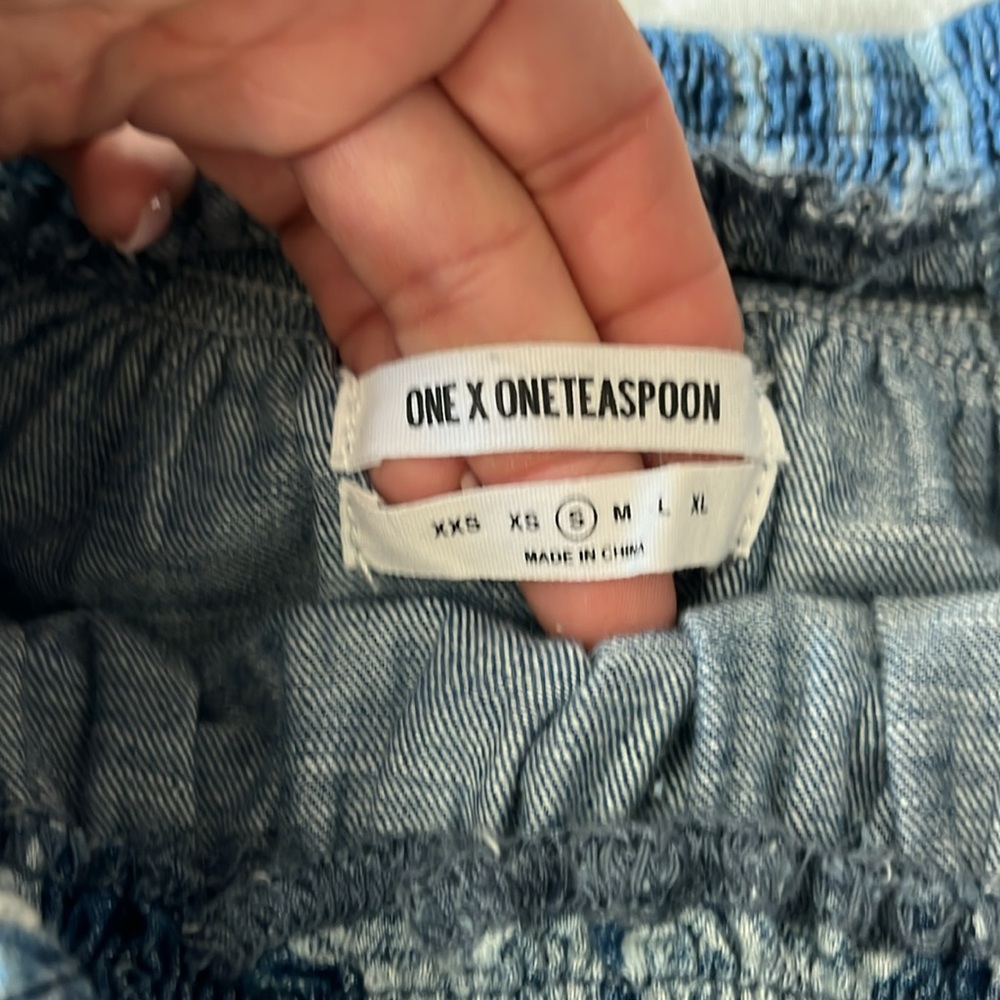 ONE X ONETEASPOON
XXS XS S M L XL
MADE IN CHINA